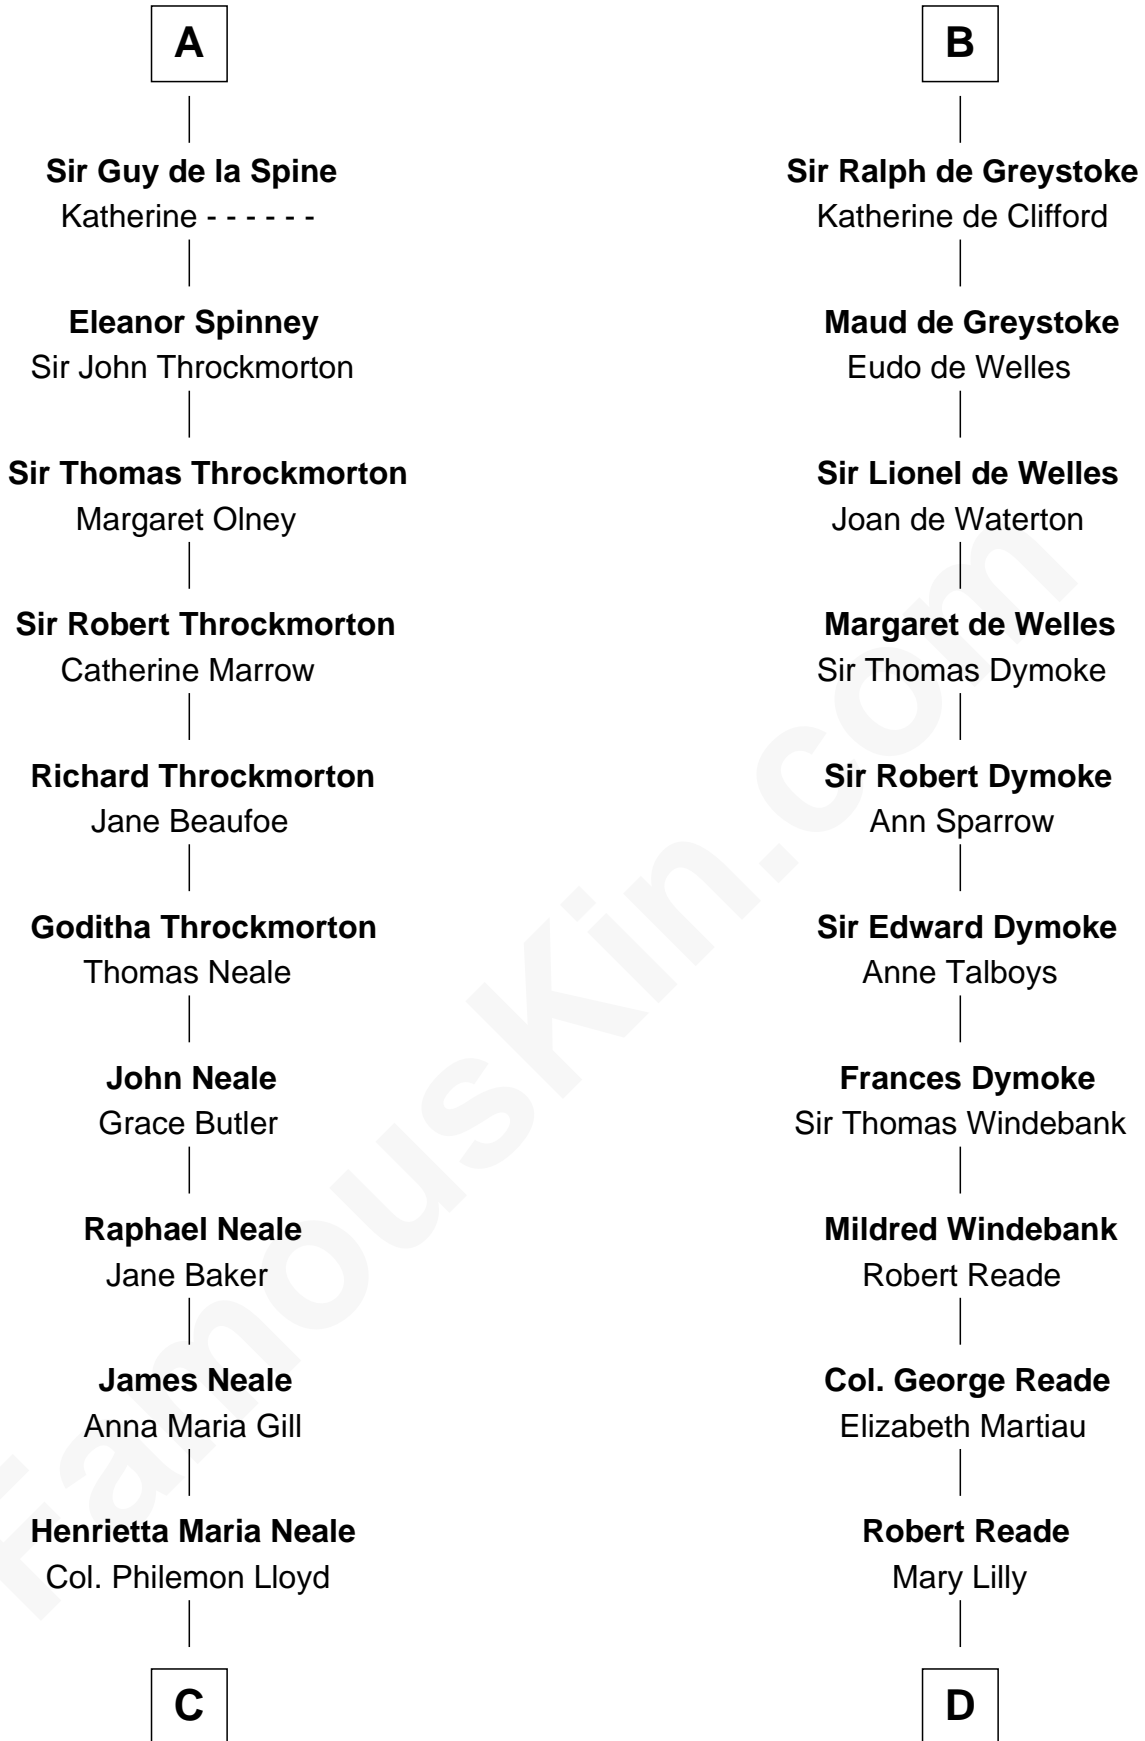 A
Sir Guy de la Spine
Katherine - - - - - -
Eleanor Spinney
Sir John Throckmorton
Sir Thomas Throckmorton
Margaret Olney
Sir Robert Throckmorton
Catherine Marrow
Richard Throckmorton
Jane Beaufoe
Goditha Throckmorton
Thomas Neale
John Neale
Grace Butler
Raphael Neale
Jane Baker
James Neale
Anna Maria Gill
Henrietta Maria Neale
Col. Philemon Lloyd
C
B
Sir Ralph de Greystoke
Katherine de Clifford
Maud de Greystoke
Eudo de Welles
Sir Lionel de Welles
Joan de Waterton
Margaret de Welles
Sir Thomas Dymoke
Sir Robert Dymoke
Ann Sparrow
Sir Edward Dymoke
Anne Talboys
Frances Dymoke
Sir Thomas Windebank
Mildred Windebank
Robert Reade
Col. George Reade
Elizabeth Martiau
Robert Reade
Mary Lilly
D
FamousKin.com